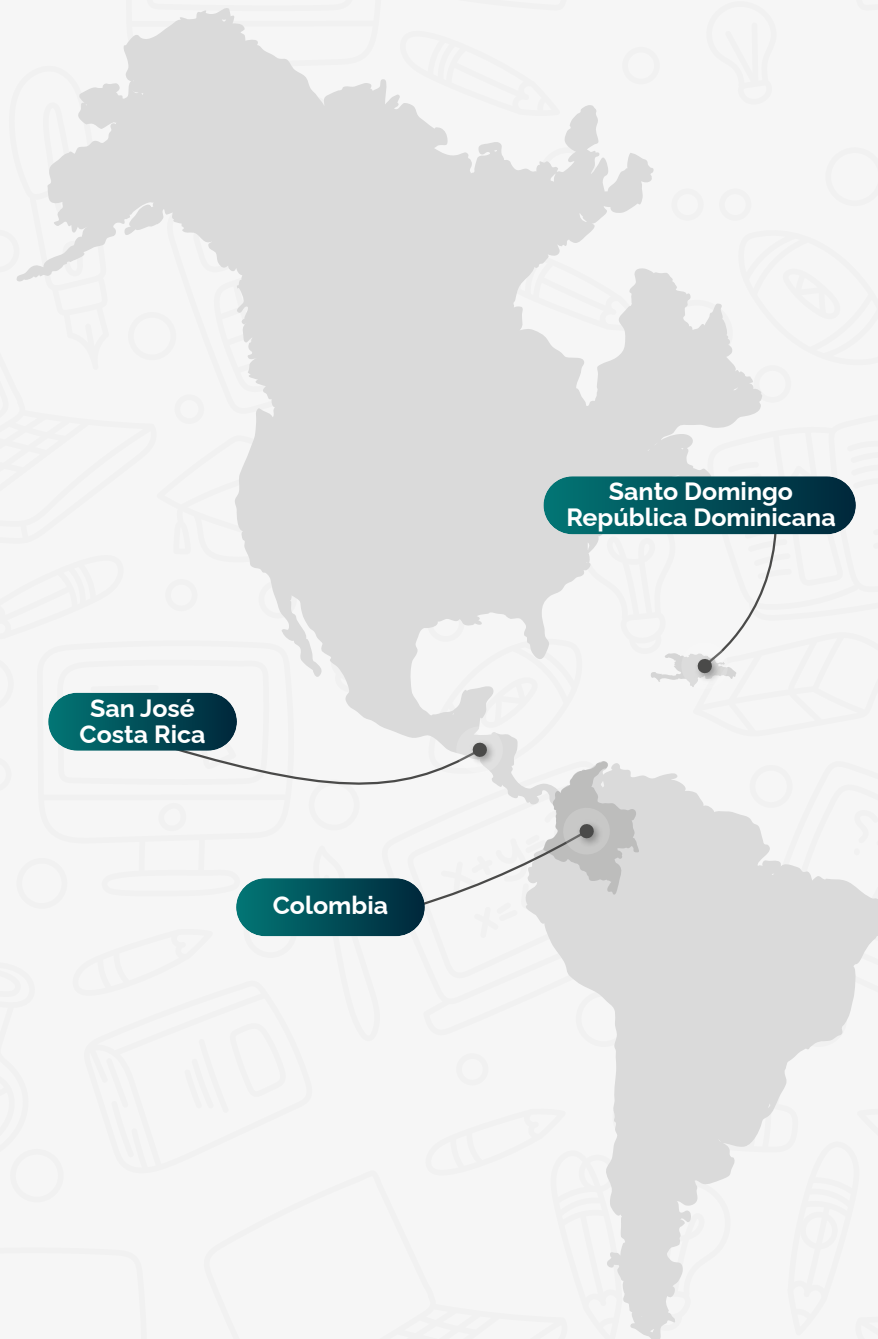 Santo Domingo
República Dominicana
San José
Costa Rica
Colombia